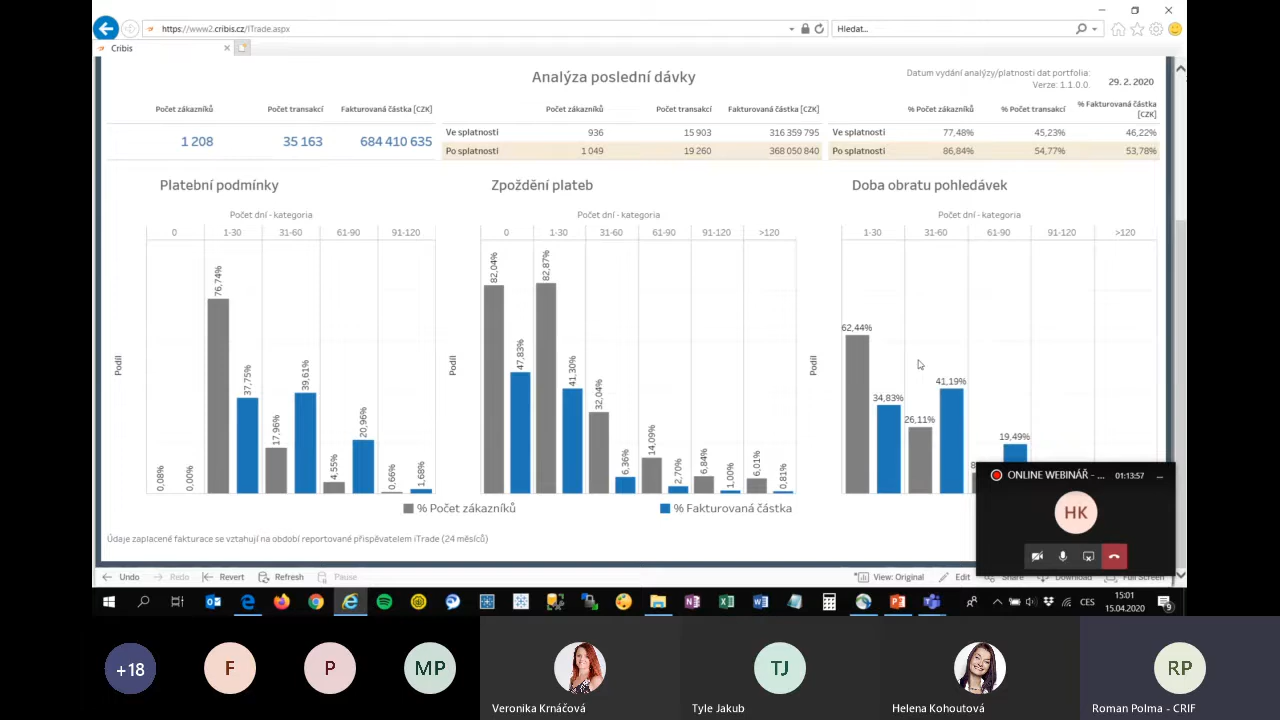 https://www2.cribis.cz/ITrade.aspx
Hledat...
Cribis
Analýza poslední dávky
Datum vydání analýzy/platnosti dat portfolia:
Verze: 1.1.0.0.
29. 2. 2020
Počet zákazníků Počet transakcí Fakturovaná částka [CZK]
1 208 35 163 684 410 635
Počet zákazníků Počet transakcí Fakturovaná částka [CZK]
Ve splatnosti 936 15 903 316 359 795
Po splatnosti 1 049 19 260 368 050 840
% Počet zákazníků % Počet transakcí % Fakturovaná částka [CZK]
Ve splatnosti 77,48% 45,23% 46,22%
Po splatnosti 86,84% 54,77% 53,78%
Platební podmínky
Počet dní - kategorie
0 1-30 31-60 61-90 91-120
Podíl
0,08% 0,00% 76,74% 37,75% 17,96% 39,61% 4,55% 20,96% 0,66% 1,68%
Zpoždění plateb
Počet dní - kategorie
0 1-30 31-60 61-90 91-120 >120
Podíl
82,04% 47,83% 82,87% 41,30% 32,04% 6,36% 14,09% 2,70% 6,84% 1,00% 6,01% 0,81%
Doba obratu pohledávek
Počet dní - kategorie
1-30 31-60 61-90 91-120 >120
Podíl
62,44% 34,83% 26,11% 41,19% 19,49%
% Počet zákazníků % Fakturovaná částka
Údaje zaplacené fakturace se vztahují na období reportované přispěvatelem iTrade (24 měsíců)
ONLINE WEBINÁŘ - ... 01:13:57 ...
HK
Undo Redo Revert Refresh Pause
View: Original Edit Share Download Full Screen
CES
15:01
15.04.2020
9
+18
F
P
MP
TJ
RP
Veronika Krnáčová
Tyle Jakub
Helena Kohoutová
Roman Polma - CRIF